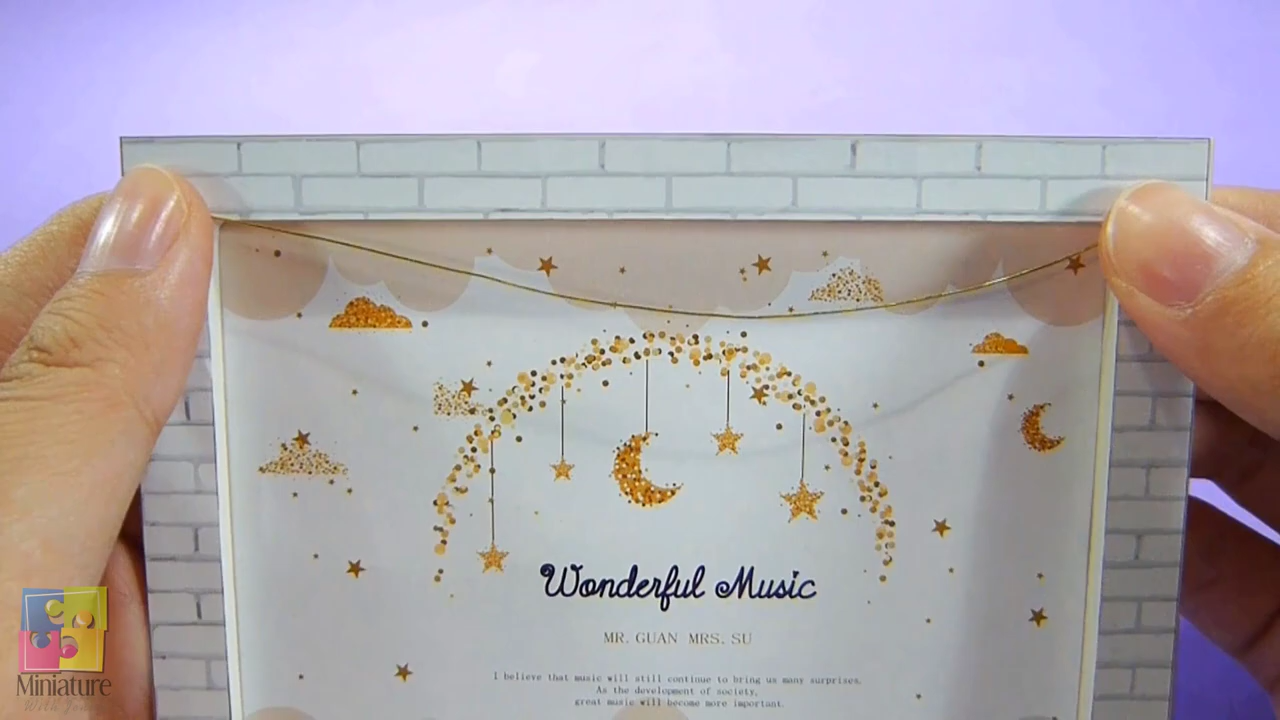 Wonderful Music
MR. GUAN MRS. SU
I believe that music will still continue to bring us many surprises.
As the development of society,
great music will become more important.
Miniature
With